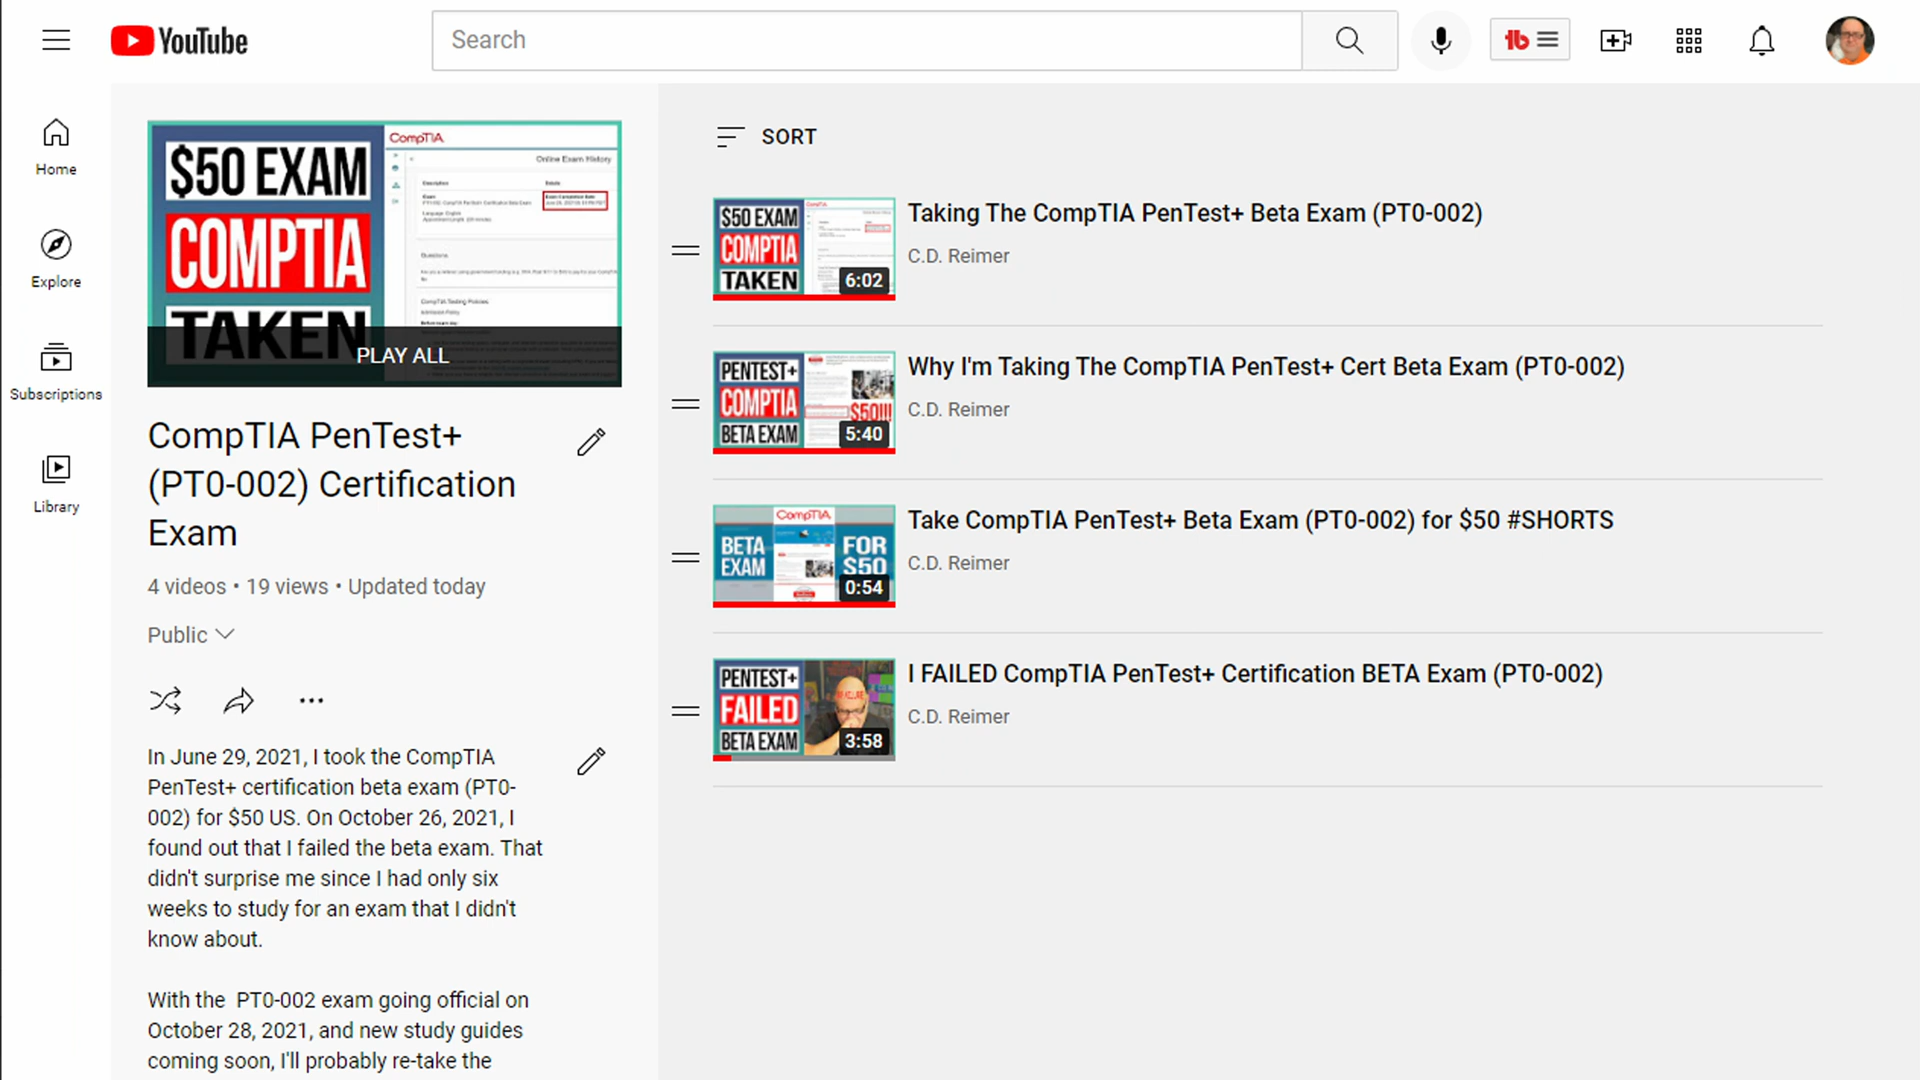 YouTube
Search
Home
Explore
Subscriptions
Library
$50 EXAM
COMPTIA
TAKEN
CompTIA
Online Exam History
PLAY ALL
CompTIA PenTest+
(PT0-002) Certification
Exam
4 videos • 19 views • Updated today
Public
In June 29, 2021, I took the CompTIA
PenTest+ certification beta exam (PT0-
002) for $50 US. On October 26, 2021, I
found out that I failed the beta exam. That
didn't surprise me since I had only six
weeks to study for an exam that I didn't
know about.
With the  PT0-002 exam going official on
October 28, 2021, and new study guides
coming soon, I'll probably re-take the
SORT
$50 EXAM
COMPTIA
TAKEN
6:02
Taking The CompTIA PenTest+ Beta Exam (PT0-002)
C.D. Reimer
PENTEST+
COMPTIA
BETA EXAM
$50!!!
5:40
Why I'm Taking The CompTIA PenTest+ Cert Beta Exam (PT0-002)
C.D. Reimer
CompTIA
BETA
EXAM
FOR
$50
0:54
Take CompTIA PenTest+ Beta Exam (PT0-002) for $50 #SHORTS
C.D. Reimer
PENTEST+
FAILED
BETA EXAM
3:58
I FAILED CompTIA PenTest+ Certification BETA Exam (PT0-002)
C.D. Reimer